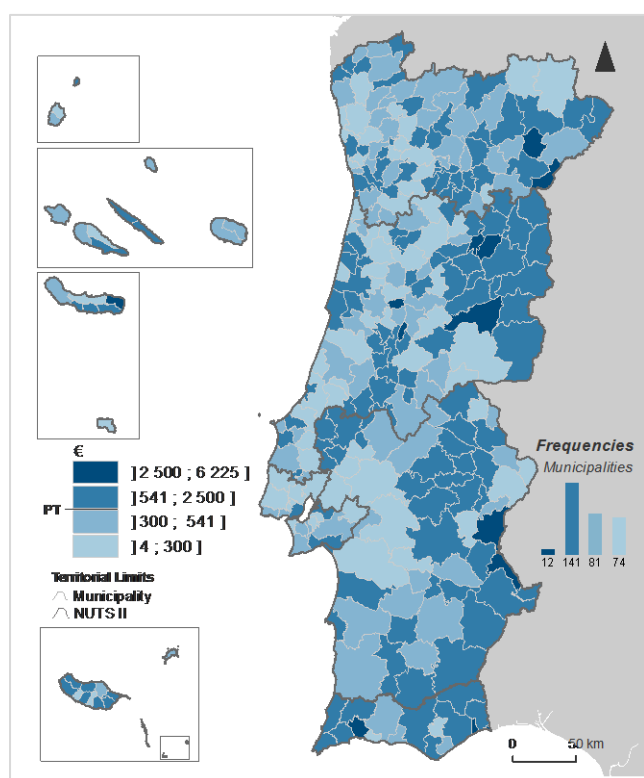 €
]2 500 ; 6 225 ]
]541 ; 2 500 ]
PT
]300 ; 541]
]4 ; 300 ]
Territorial Limits
Municipality
NUTS II
Frequencies
Municipalities
12 141 81 74
0 50 km